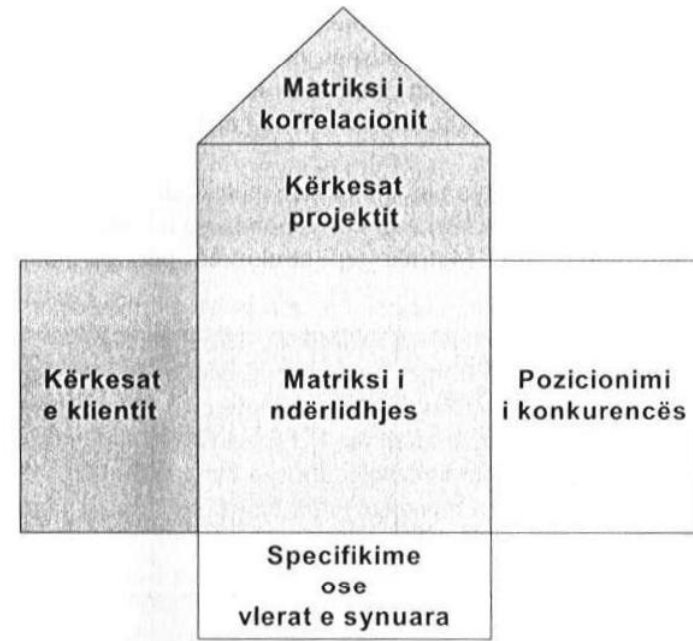 Matriksi i
korrelacionit
Kërkesat
projektit
Kërkesat
e klientit
Matriksi i
ndërlidhjes
Pozicionimi
i konkurencës
Specifikime
ose
vlerat e synuara